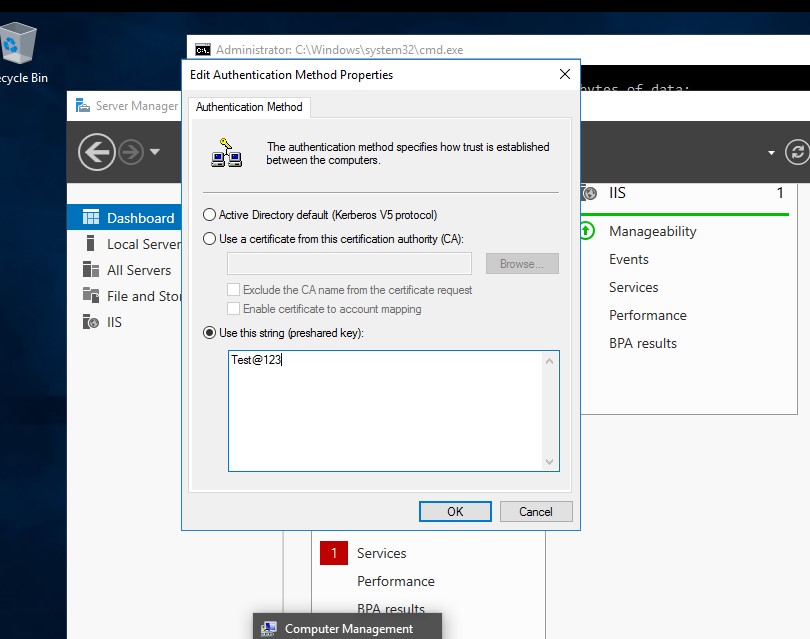 ecycle Bin
Administrator: C:\Windows\system32\cmd.exe
Edit Authentication Method Properties
bytes of data:
Server Manager
Authentication Method
The authentication method specifies how trust is established
between the computers.
IIS 1
Active Directory default (Kerberos V5 protocol)
Dashboard
Manageability
Use a certificate from this certification authority (CA):
Local Server
Events
Browse...
All Servers
Services
Exclude the CA name from the certificate request
File and Stor
Enable certificate to account mapping
Performance
IIS
Use this string (preshared key):
BPA results
Test@123
OK
Cancel
1 Services
Performance
BPA results
Computer Management